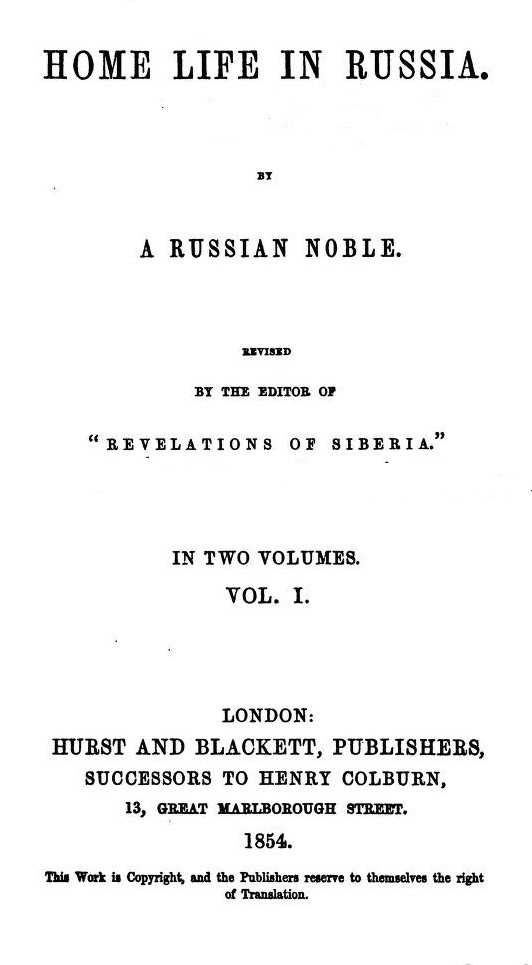 HOME LIFE IN RUSSIA.
BY
A RUSSIAN NOBLE.
REVISED
BY THE EDITOR OF
“REVELATIONS OF SIBERIA.”
IN TWO VOLUMES.
VOL. I.
LONDON:
HURST AND BLACKETT, PUBLISHERS,
SUCCESSORS TO HENRY COLBURN,
13, GREAT MARLBOROUGH STREET.
1854.
This Work is Copyright, and the Publishers reserve to themselves the right
of Translation.